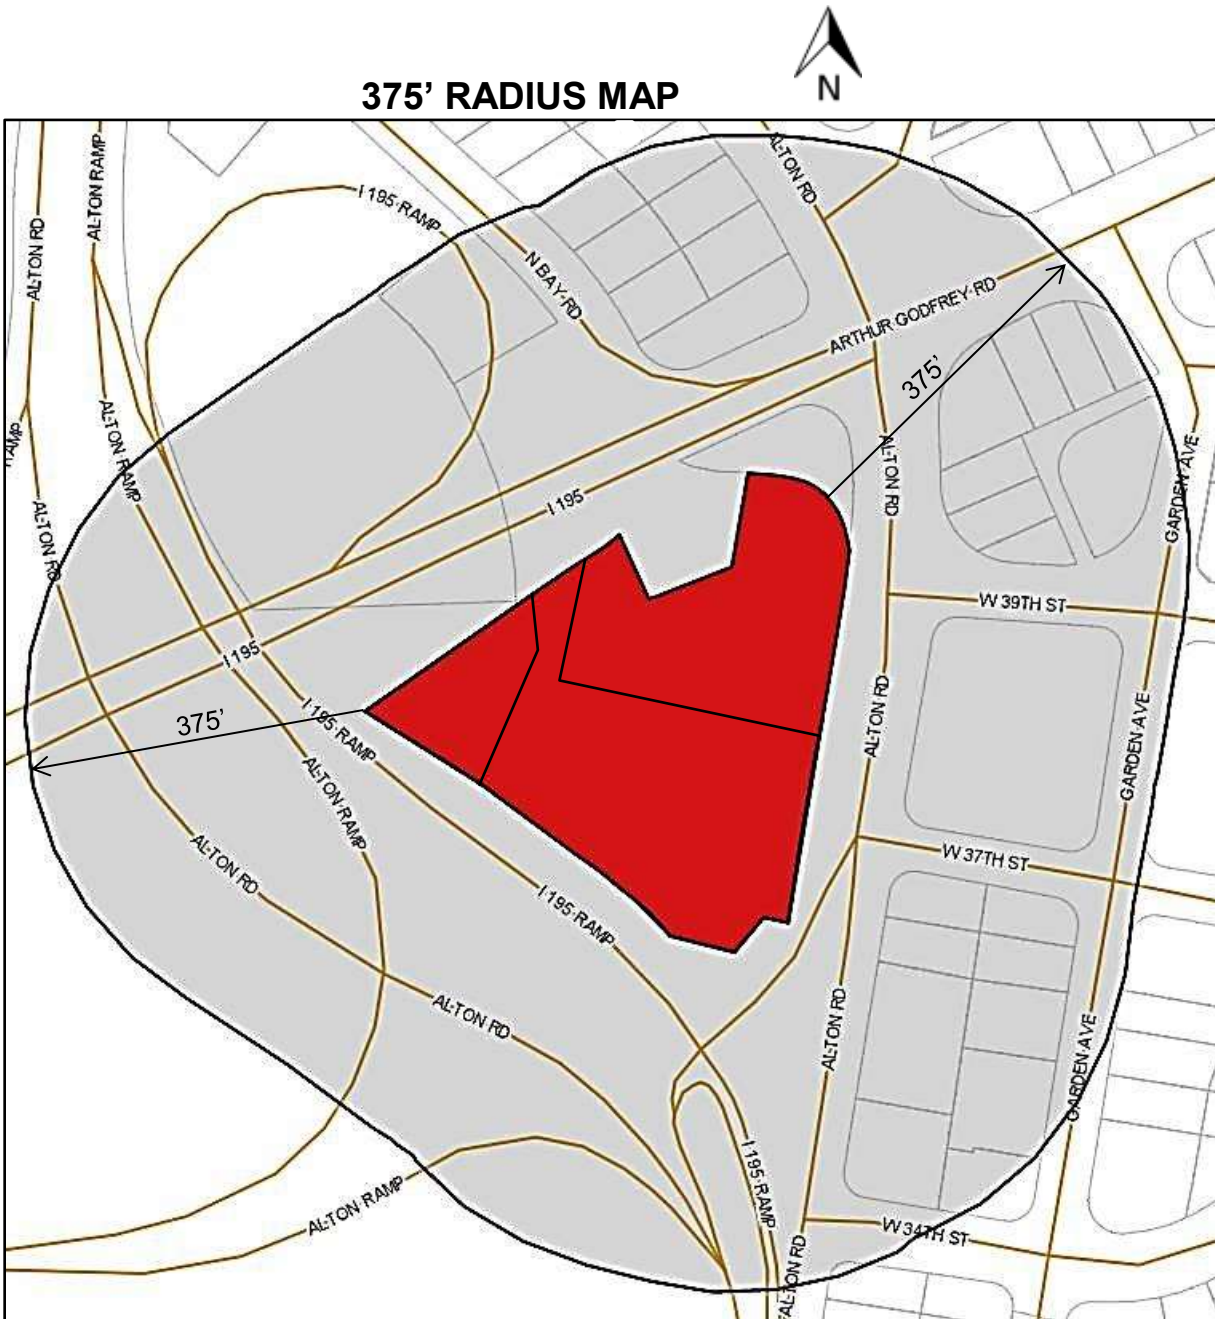 N
375’ RADIUS MAP
ALTON RAMP
ALTON RD
ALTON RD
I 195 RAMP
N BAY RD
ARTHUR GODFREY RD
375’
ALTON RAMP
RAMP
ALTON RD
GARDEN AVE
ALTON RD
I 195
W 39TH ST
I 195
375’
I 195 RAMP
ALTON RD
GARDEN AVE
ALTON RAMP
ALTON RD
W 37TH ST
I 195 RAMP
ALTON RD
ALTON RD
GARDEN AVE
I 195 RAMP
ALTON RAMP
W 34TH ST
ALTON RD